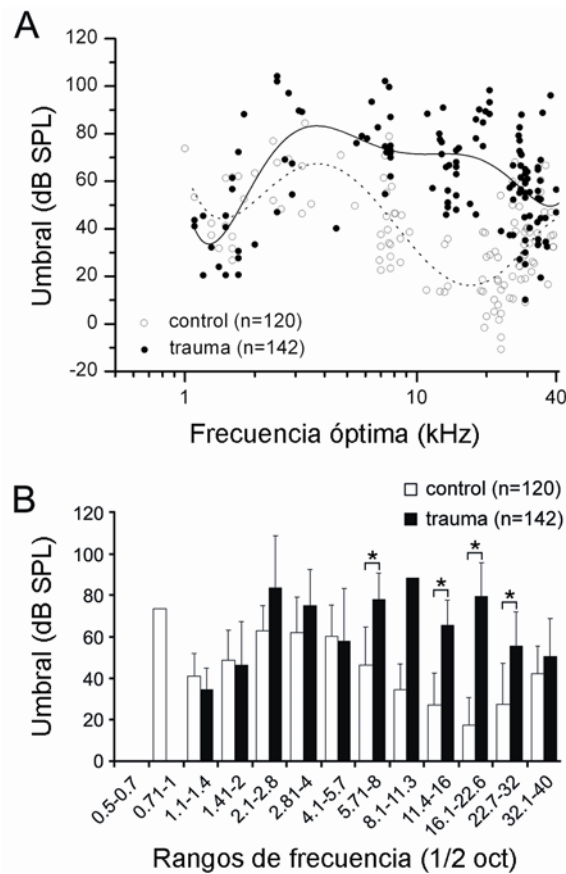 A
Umbral (dB SPL)
120
100
80
60
40
20
0
-20
control (n=120)
trauma (n=142)
1
10
40
Frecuencia óptima (kHz)
B
control (n=120)
trauma (n=142)
Umbral (dB SPL)
120
100
80
60
40
20
0
* * * *
0.5-0.7
0.71-1
1.1-1.4
1.41-2
2.1-2.8
2.81-4
4.1-5.7
5.71-8
8.1-11.3
11.4-16
16.1-22.6
22.7-32
32.1-40
Rangos de frecuencia (1/2 oct)